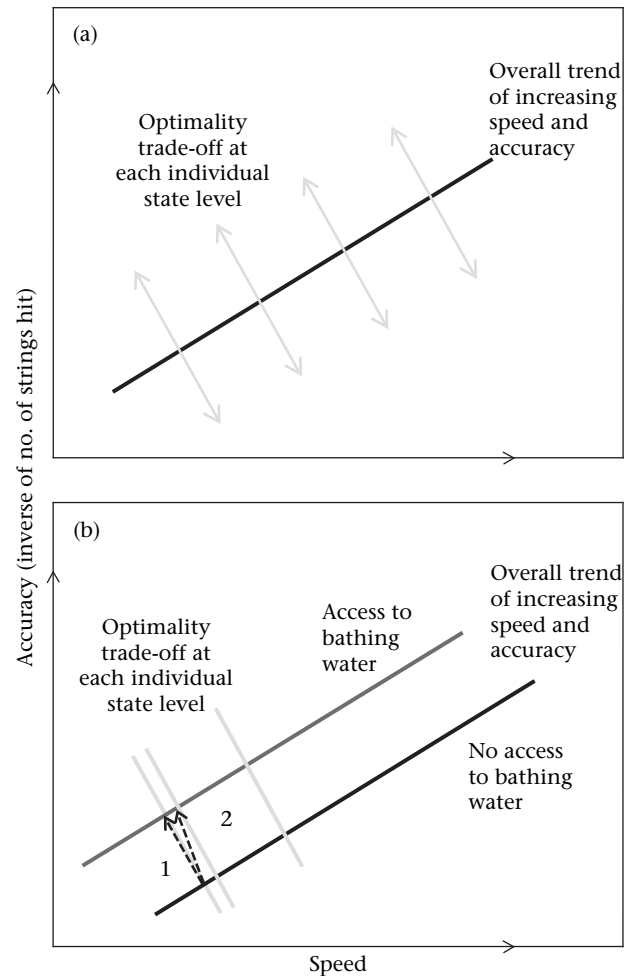 (a)
Optimality
trade-off at
each individual
state level
Overall trend
of increasing
speed and
accuracy
Accuracy (inverse of no. of strings hit)
(b)
Optimality
trade-off at
each individual
state level
Access to
bathing
water
Overall trend
of increasing
speed and
accuracy
No access
to bathing
water
2
1
Speed